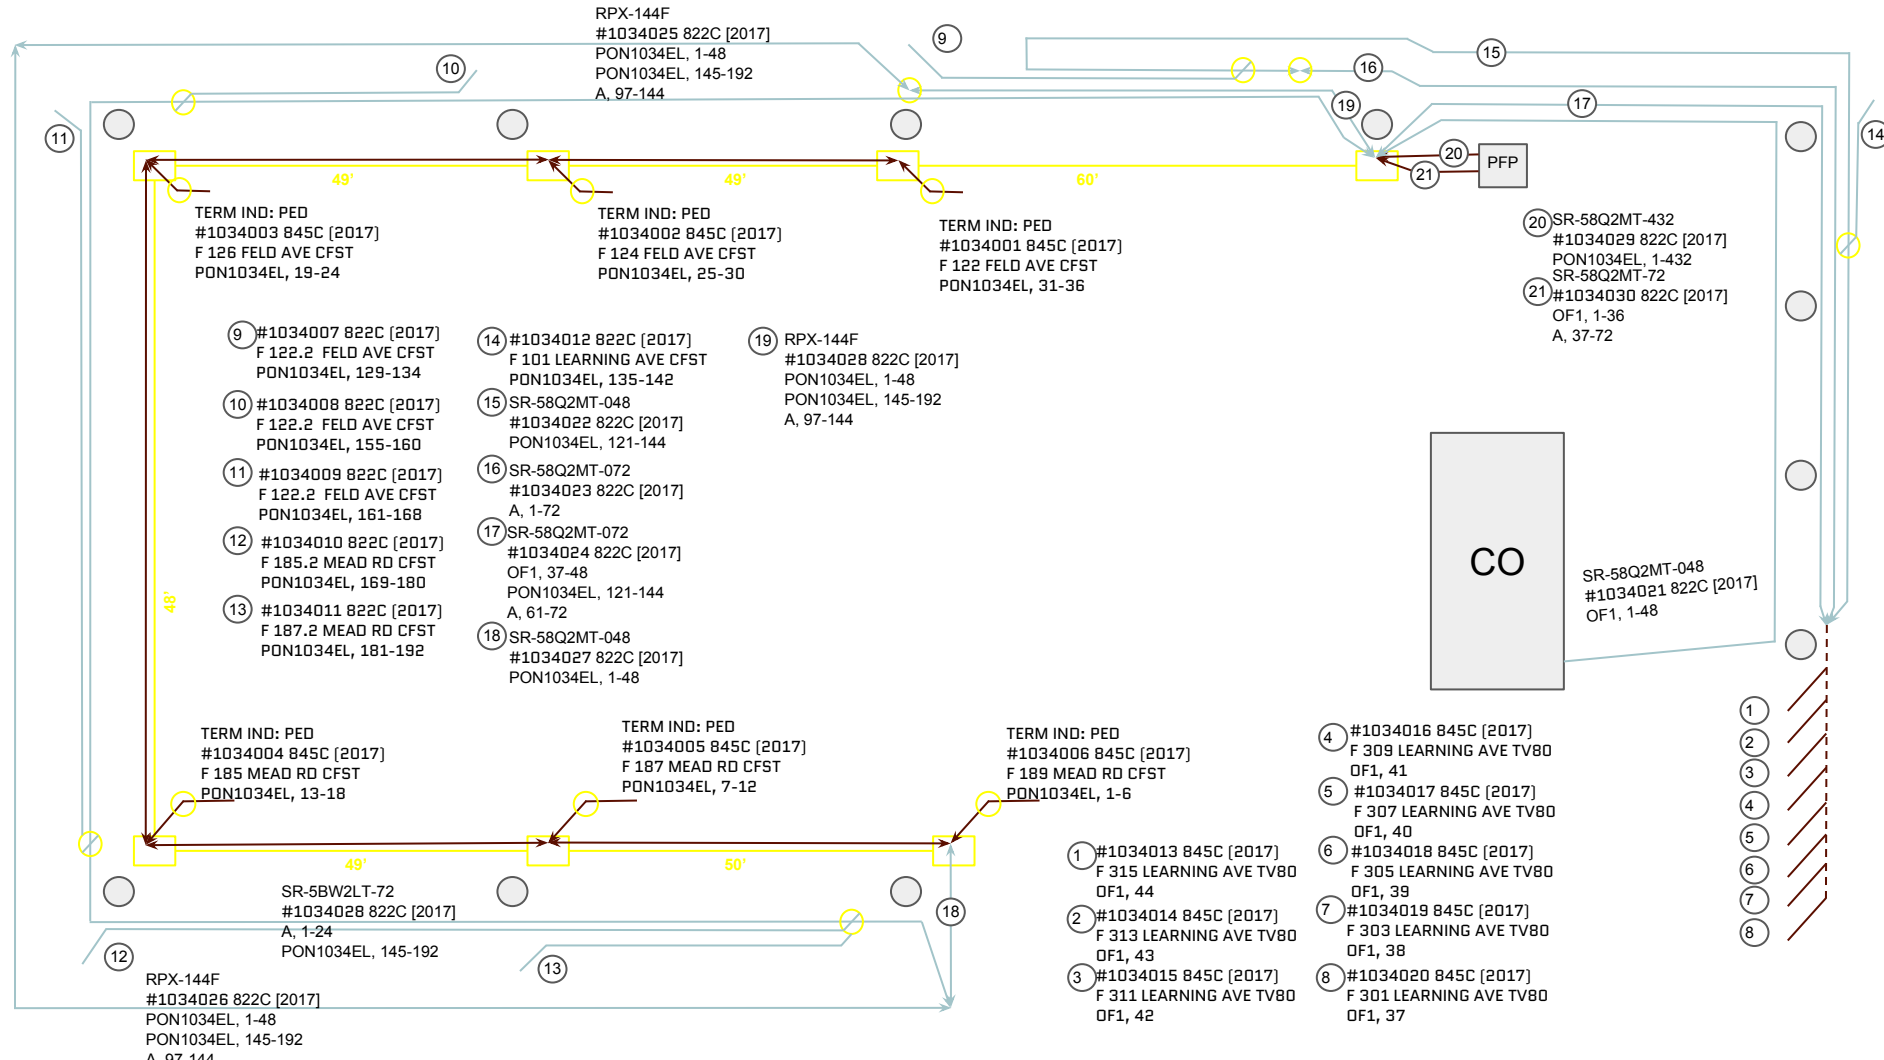 RPX-144F
#1034025 822C [2017]
PON1034EL, 1-48
PON1034EL, 145-192
A, 97-144
9
10
11
15
16
17
14
19
20
21
PFP
49'
49'
60'
TERM IND: PED
#1034003 845C [2017]
F 126 FELD AVE CFST
PON1034EL, 19-24
TERM IND: PED
#1034002 845C [2017]
F 124 FELD AVE CFST
PON1034EL, 25-30
TERM IND: PED
#1034001 845C [2017]
F 122 FELD AVE CFST
PON1034EL, 31-36
20
SR-58Q2MT-432
#1034029 822C [2017]
PON1034EL, 1-432
21
SR-58Q2MT-72
#1034030 822C [2017]
OF1, 1-36
A, 37-72
9
#1034007 822C [2017]
F 122.2 FELD AVE CFST
PON1034EL, 129-134
10
#1034008 822C [2017]
F 122.2 FELD AVE CFST
PON1034EL, 155-160
11
#1034009 822C [2017]
F 122.2 FELD AVE CFST
PON1034EL, 161-168
12
#1034010 822C [2017]
F 185.2 MEAD RD CFST
PON1034EL, 169-180
13
#1034011 822C [2017]
F 187.2 MEAD RD CFST
PON1034EL, 181-192
14
#1034012 822C [2017]
F 101 LEARNING AVE CFST
PON1034EL, 135-142
15
SR-58Q2MT-048
#1034022 822C [2017]
PON1034EL, 121-144
16
SR-58Q2MT-072
#1034023 822C [2017]
A, 1-72
17
SR-58Q2MT-072
#1034024 822C [2017]
OF1, 37-48
PON1034EL, 121-144
A, 61-72
18
SR-58Q2MT-048
#1034027 822C [2017]
PON1034EL, 1-48
19
RPX-144F
#1034028 822C [2017]
PON1034EL, 1-48
PON1034EL, 145-192
A, 97-144
48'
CO
SR-58Q2MT-048
#1034021 822C [2017]
OF1, 1-48
TERM IND: PED
#1034004 845C [2017]
F 185 MEAD RD CFST
PON1034EL, 13-18
TERM IND: PED
#1034005 845C [2017]
F 187 MEAD RD CFST
PON1034EL, 7-12
TERM IND: PED
#1034006 845C [2017]
F 189 MEAD RD CFST
PON1034EL, 1-6
49'
50'
SR-5BW2LT-72
#1034028 822C [2017]
A, 1-24
PON1034EL, 145-192
12
13
18
RPX-144F
#1034026 822C [2017]
PON1034EL, 1-48
PON1034EL, 145-192
A, 97-144
1
#1034013 845C [2017]
F 315 LEARNING AVE TV80
OF1, 44
2
#1034014 845C [2017]
F 313 LEARNING AVE TV80
OF1, 43
3
#1034015 845C [2017]
F 311 LEARNING AVE TV80
OF1, 42
4
#1034016 845C [2017]
F 309 LEARNING AVE TV80
OF1, 41
5
#1034017 845C [2017]
F 307 LEARNING AVE TV80
OF1, 40
6
#1034018 845C [2017]
F 305 LEARNING AVE TV80
OF1, 39
7
#1034019 845C [2017]
F 303 LEARNING AVE TV80
OF1, 38
8
#1034020 845C [2017]
F 301 LEARNING AVE TV80
OF1, 37
1
2
3
4
5
6
7
8